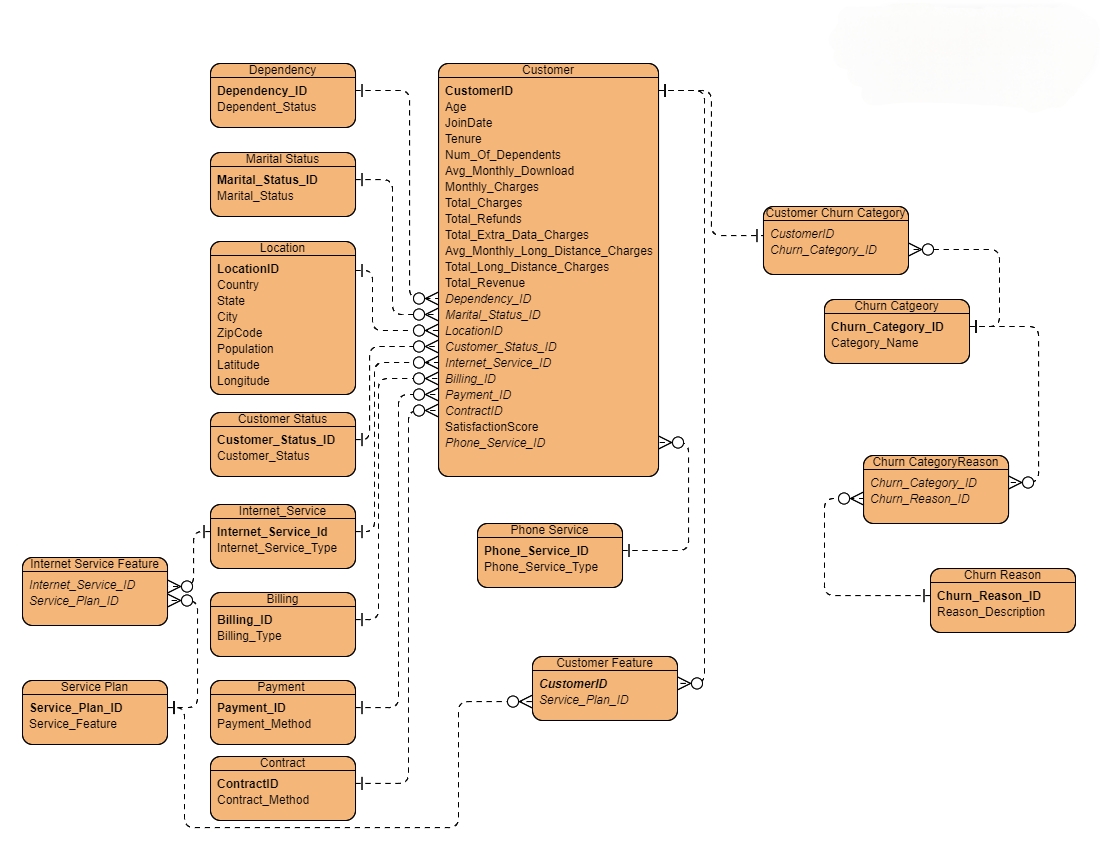 Dependency
Dependency_ID
Dependent_Status
Marital Status
Marital_Status_ID
Marital_Status
Location
LocationID
Country
State
City
ZipCode
Population
Latitude
Longitude
Customer Status
Customer_Status_ID
Customer_Status
Internet_Service
Internet_Service_Id
Internet_Service_Type
Internet Service Feature
Internet_Service_ID
Service_Plan_ID
Billing
Billing_ID
Billing_Type
Service Plan
Service_Plan_ID
Service_Feature
Payment
Payment_ID
Payment_Method
Contract
ContractID
Contract_Method
Customer
CustomerID
Age
JoinDate
Tenure
Num_Of_Dependents
Avg_Monthly_Download
Monthly_Charges
Total_Charges
Total_Refunds
Total_Extra_Data_Charges
Avg_Monthly_Long_Distance_Charges
Total_Long_Distance_Charges
Total_Revenue
Dependency_ID
Marital_Status_ID
LocationID
Customer_Status_ID
Internet_Service_ID
Billing_ID
Payment_ID
ContractID
SatisfactionScore
Phone_Service_ID
Phone Service
Phone_Service_ID
Phone_Service_Type
Customer Feature
CustomerID
Service_Plan_ID
Customer Churn Category
CustomerID
Churn_Category_ID
Churn Catgeory
Churn_Category_ID
Category_Name
Churn CategoryReason
Churn_Category_ID
Churn_Reason_ID
Churn Reason
Churn_Reason_ID
Reason_Description